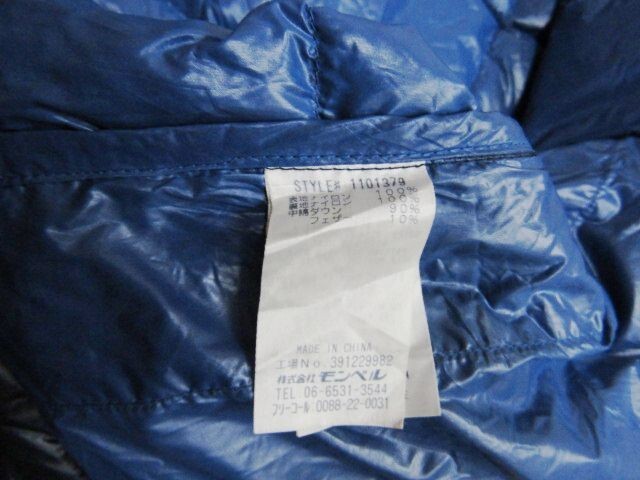 STYLE# 1101379
表地 ナイロン 100%
裏地 ナイロン 100%
中綿 ダウン 90%
フェザー 10%
MADE IN CHINA
工場No. 391229982
株式会社 モンベル
TEL 06-6531-3544
フリーコール:0088-22-0031